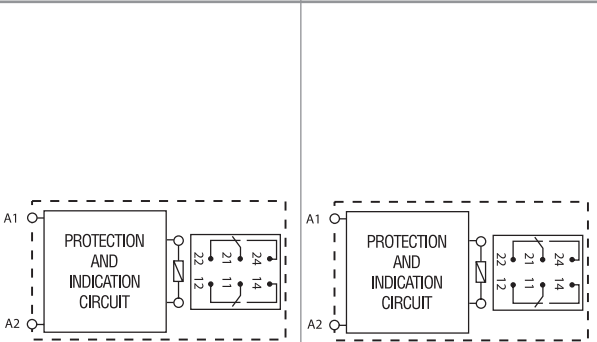 A1
PROTECTION
AND
INDICATION
CIRCUIT
A2
22 21 24
12 11 14
A1
PROTECTION
AND
INDICATION
CIRCUIT
A2
22 21 24
12 11 14